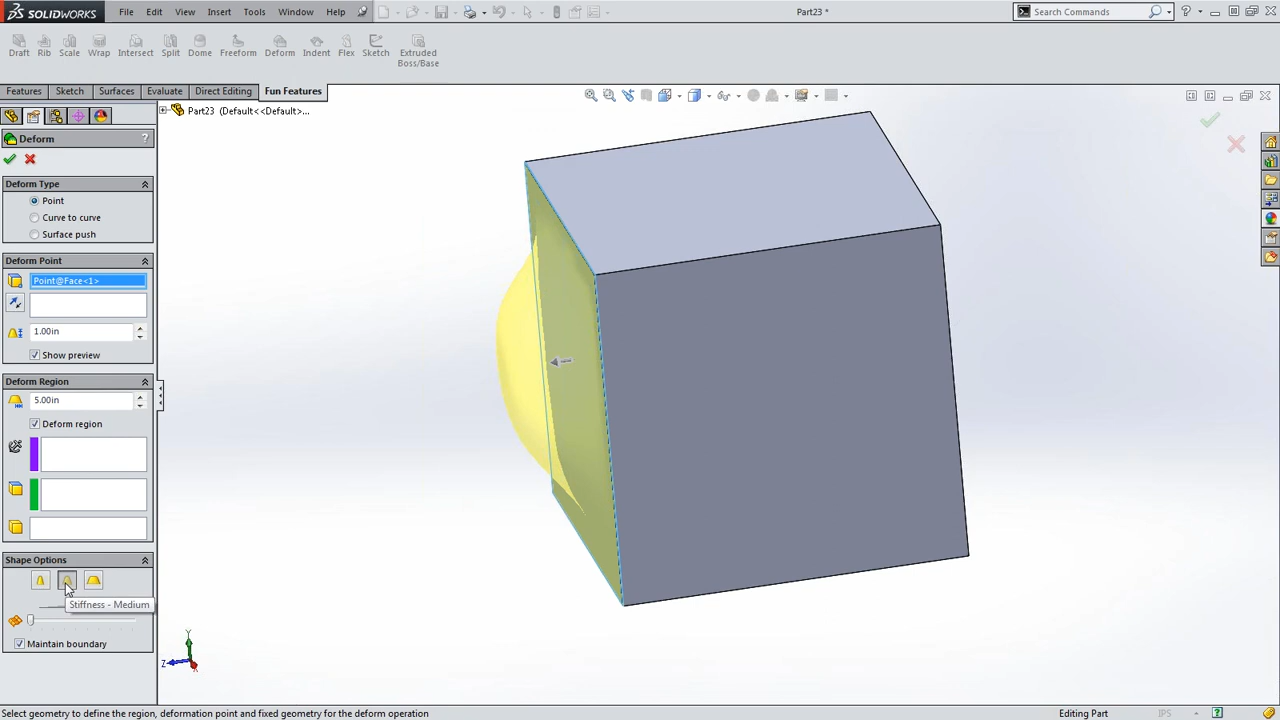 SOLIDWORKS File Edit View Insert Tools Window Help Part23 Search Commands
Draft Rib Scale Wrap Intersect Split Dome Freeform Deform Indent Flex Sketch Extruded
Boss/Base
Features Sketch Surfaces Evaluate Direct Editing Fun Features
Part23 (Default<<Default>...
Deform ?
Deform Type
Point
Curve to curve
Surface push
Deform Point
Point@Face<1>
1.00in
Show preview
Deform Region
5.00in
Deform region
Shape Options
Stiffness - Medium
Maintain boundary
Y
Z
X
Select geometry to define the region, deformation point and fixed geometry for the deform operation Editing Part IPS ?